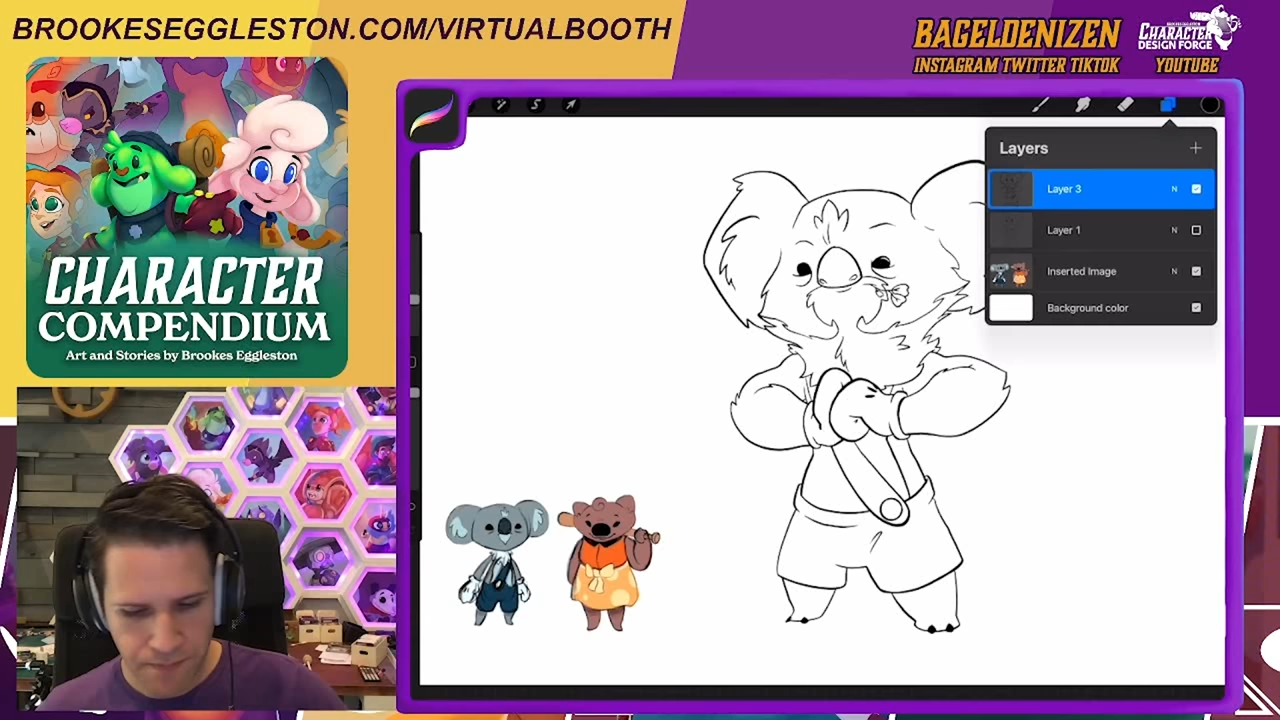 BROOKESEGGLESTON.COM/VIRTUALBOOTH
BAGELDENIZEN
INSTAGRAM TWITTER TIKTOK
CHARACTER
DESIGN FORGE
YOUTUBE
CHARACTER
COMPENDIUM
Art and Stories by Brookes Eggleston
Layers
Layer 3 N
Layer 1 N
Inserted Image N
Background color